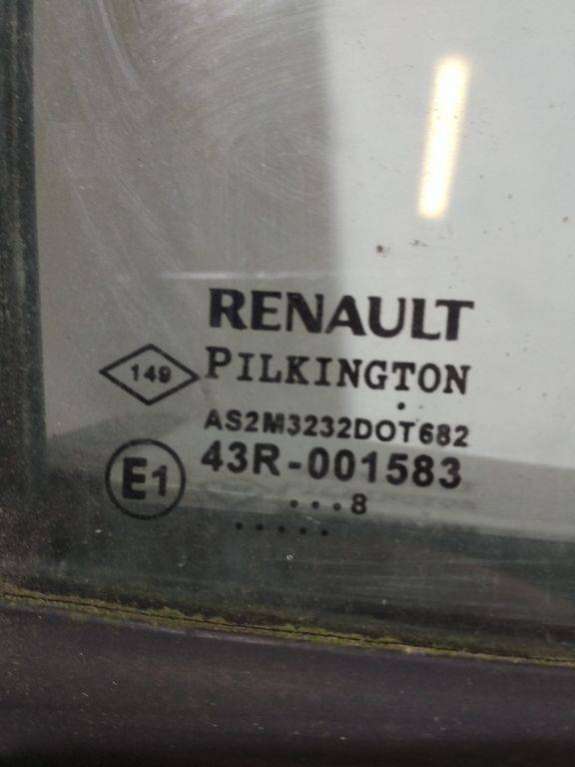 RENAULT
149 PILKINGTON
AS2M3232DOT682
E1 43R-001583
...8
.....